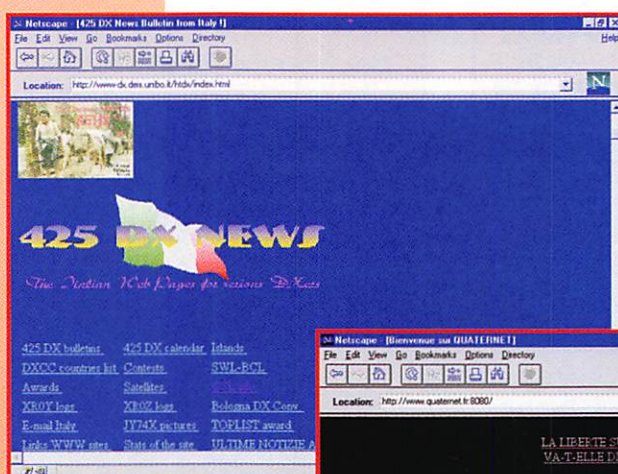 Netscape - [425 DX News Bulletin from Italy !]
File Edit View Go Bookmarks Options Directory
Help
Location: http://www-dx.deis.unibo.it/htdx/index.html
N
425 DX NEWS
The Italian Web Pages for serious DXers
425 DX bulletins 425 DX calendar Islands
DXCC countries list Contests SWL-BCL
Awards Satellites
XR0Y logs XR0Z logs Bologna DX Conv.
E-mail Italy JY74X pictures TOPLIST award
Links WWW sites Stats of the site ULTIME NOTIZIE A
Netscape - [Bienvenue sur QUATERNET]
File Edit View Go Bookmarks Options Directory
Location: http://www.quaternet.fr:8080/
LA LIBERTE SU
VA-T-ELLE DI